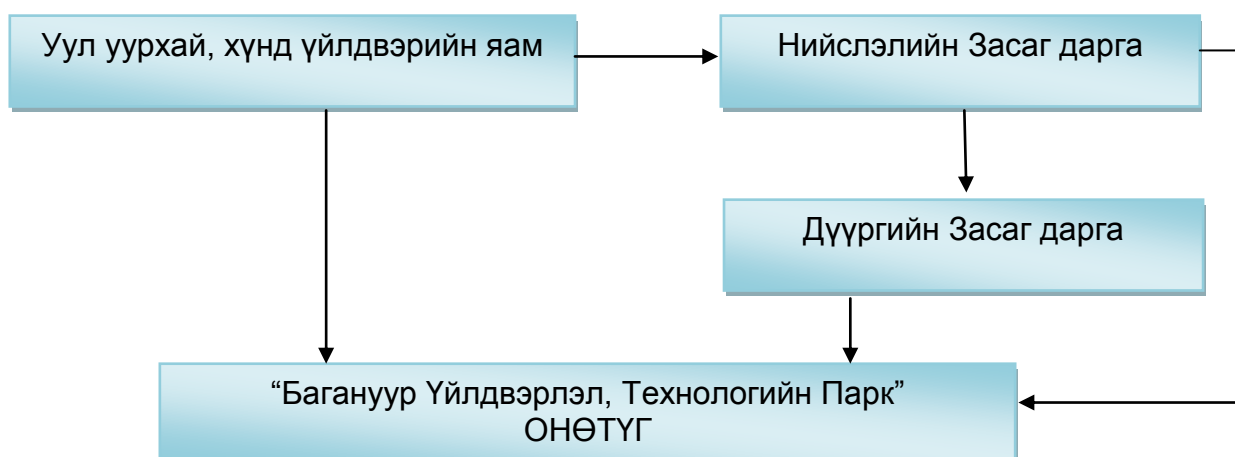 Уул уурхай, хүнд үйлдвэрийн яам
Нийслэлийн Засаг дарга
Дүүргийн Засаг дарга
“Багануур Үйлдвэрлэл, Технологийн Парк”
ОНӨТҮГ